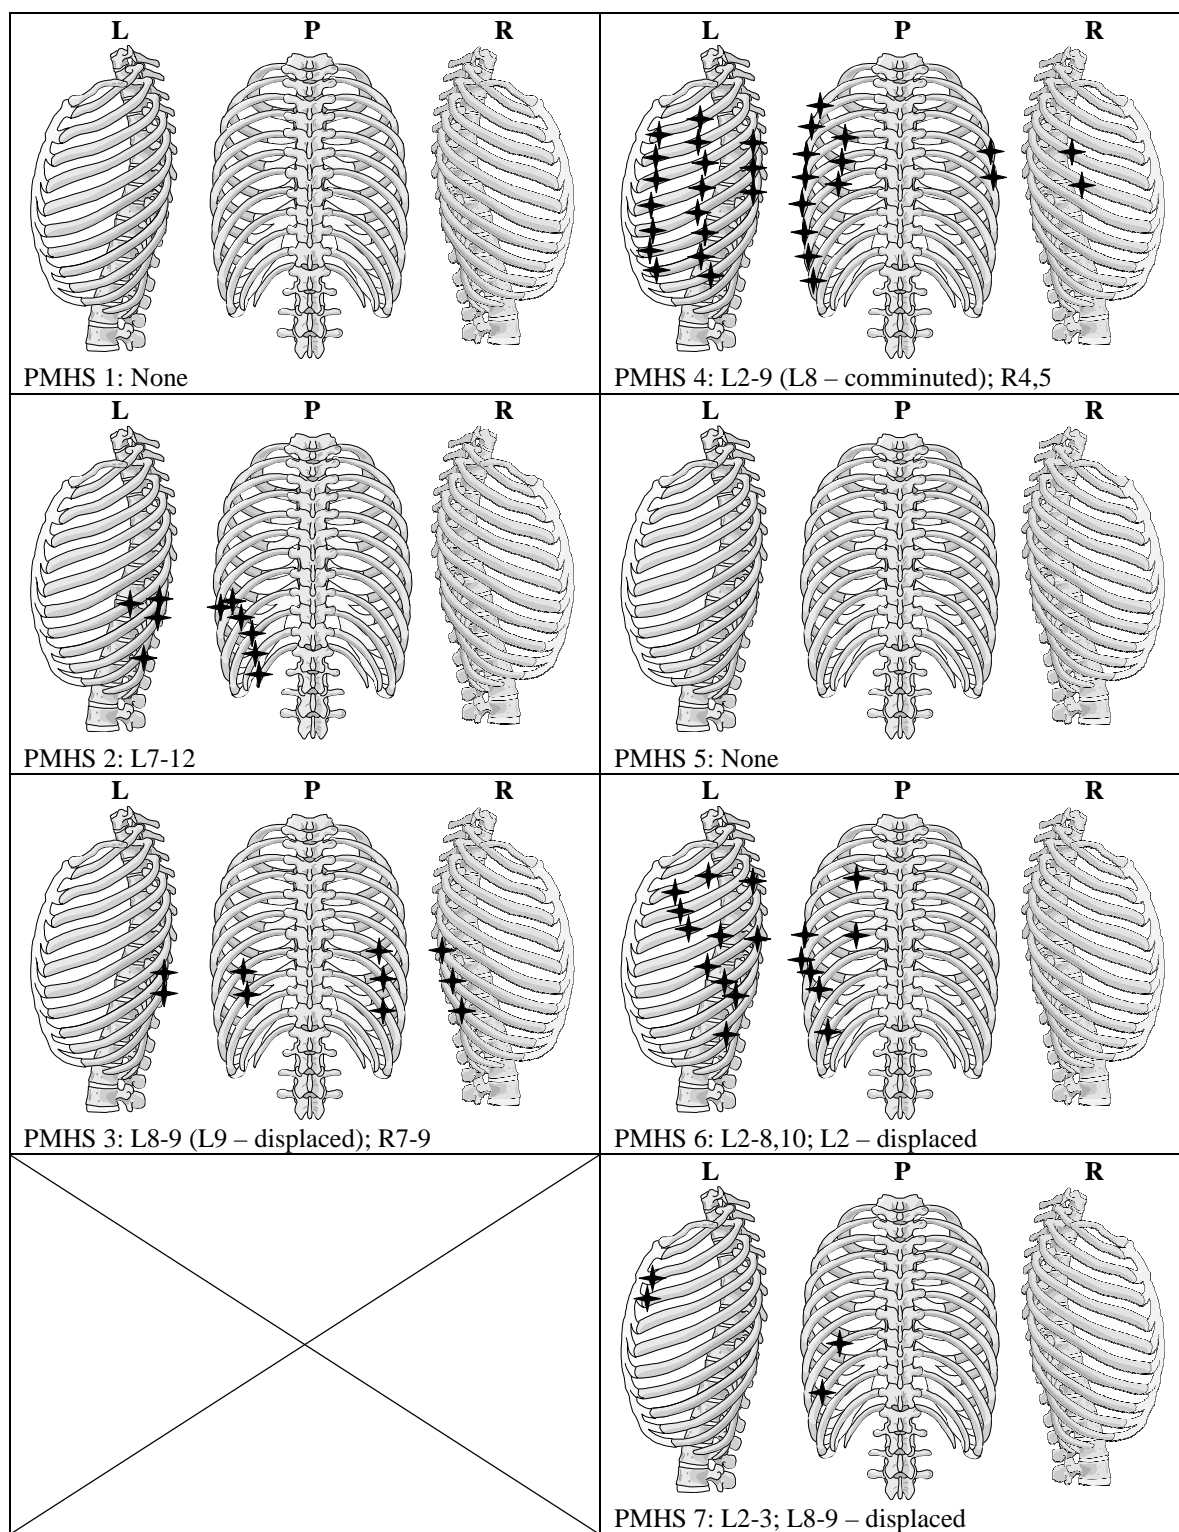 L P R
PMHS 1: None
L P R
PMHS 4: L2-9 (L8 – comminuted); R4,5
L P R
PMHS 2: L7-12
L P R
PMHS 5: None
L P R
PMHS 3: L8-9 (L9 – displaced); R7-9
L P R
PMHS 6: L2-8,10; L2 – displaced
L P R
PMHS 7: L2-3; L8-9 – displaced